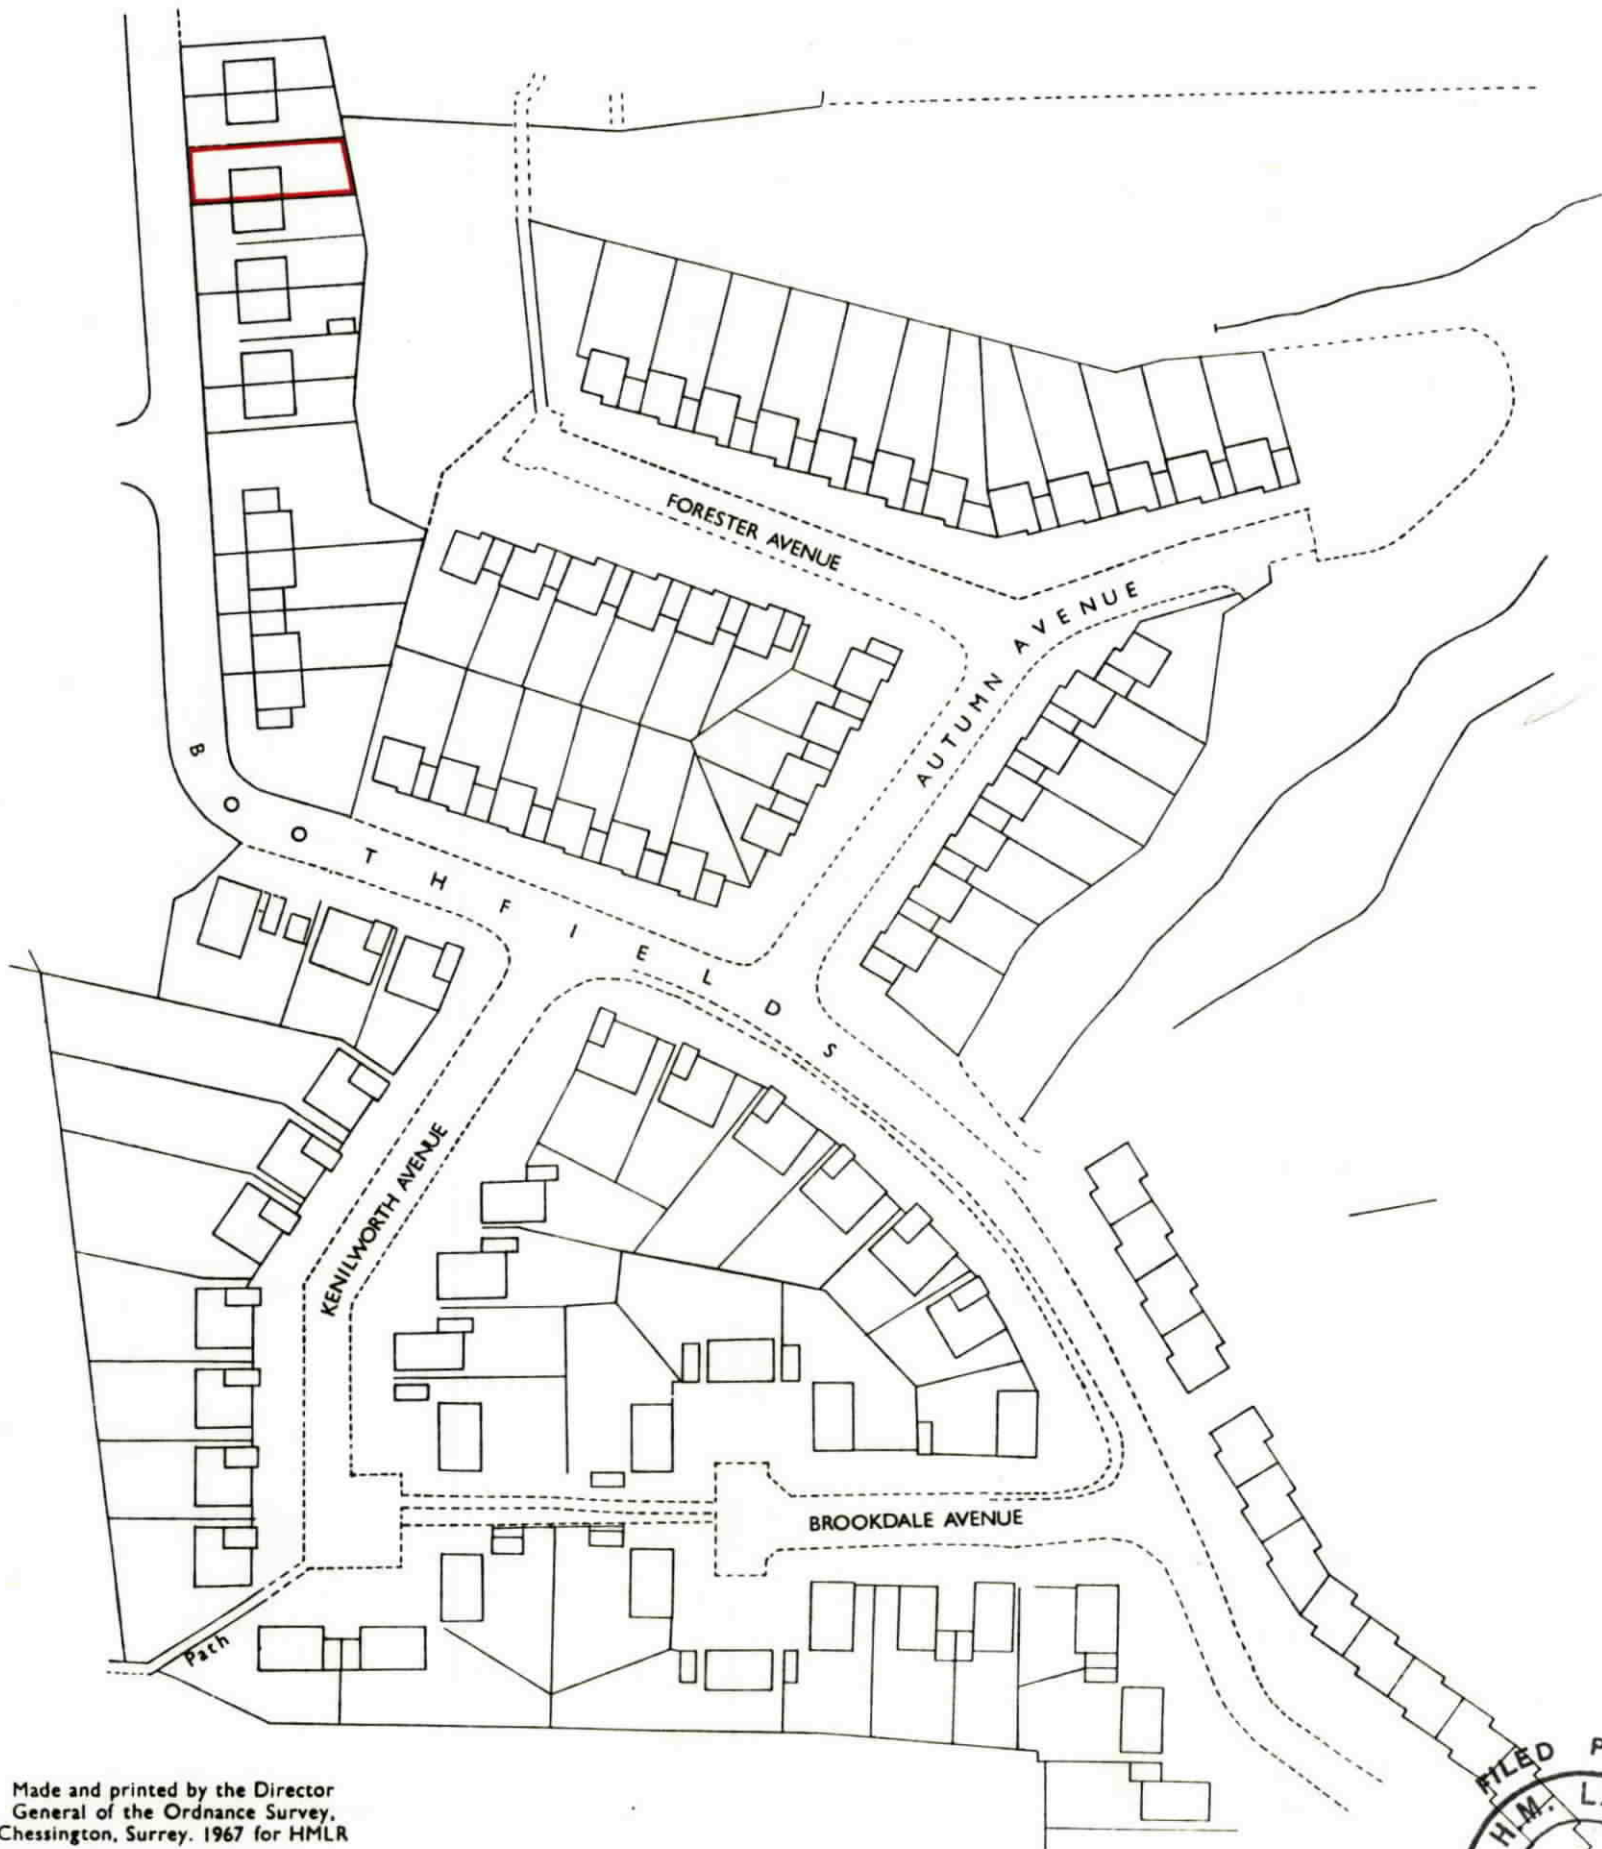 FORESTER AVENUE
AUTUMN AVENUE
BOOTHFIELDS
KENILWORTH AVENUE
BROOKDALE AVENUE
Path
Made and printed by the Director
General of the Ordnance Survey,
Chessington, Surrey. 1967 for HMLR
FILED
H.M.